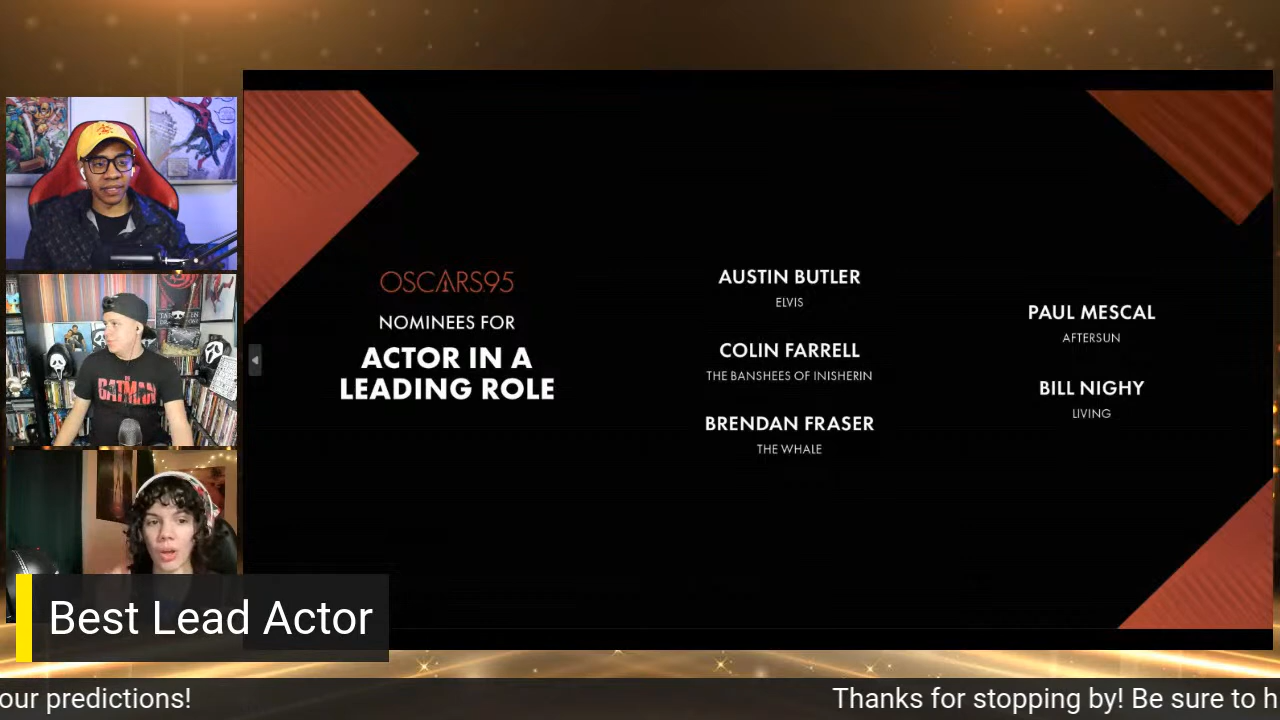 OSCARS95
NOMINEES FOR
ACTOR IN A
LEADING ROLE
AUSTIN BUTLER
ELVIS
COLIN FARRELL
THE BANSHEES OF INISHERIN
BRENDAN FRASER
THE WHALE
PAUL MESCAL
AFTERSUN
BILL NIGHY
LIVING
BATMAN
Best Lead Actor
our predictions! Thanks for stopping by! Be sure to h